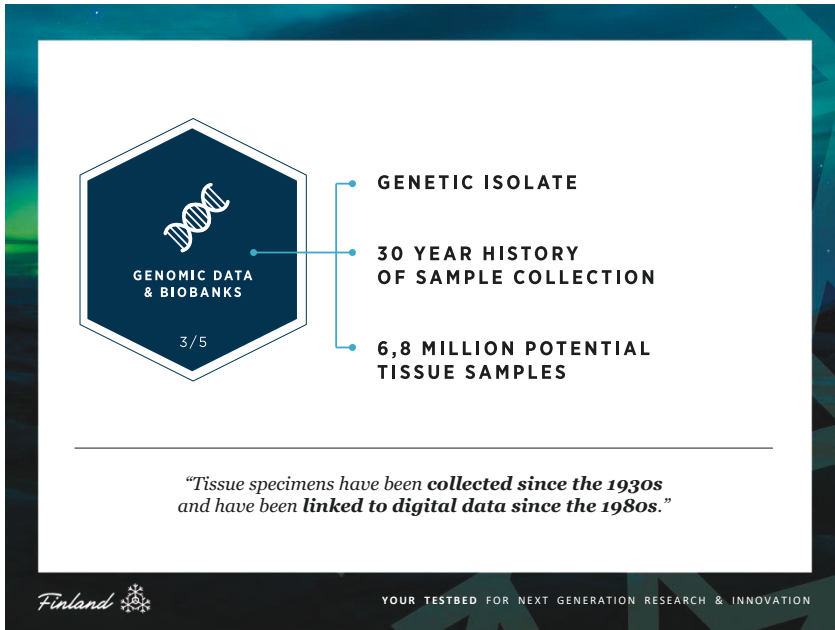 GENOMIC DATA
& BIOBANKS
3/5
GENETIC ISOLATE
30 YEAR HISTORY
OF SAMPLE COLLECTION
6,8 MILLION POTENTIAL
TISSUE SAMPLES
“Tissue specimens have been collected since the 1930s
and have been linked to digital data since the 1980s.”
Finland
YOUR TESTBED FOR NEXT GENERATION RESEARCH & INNOVATION